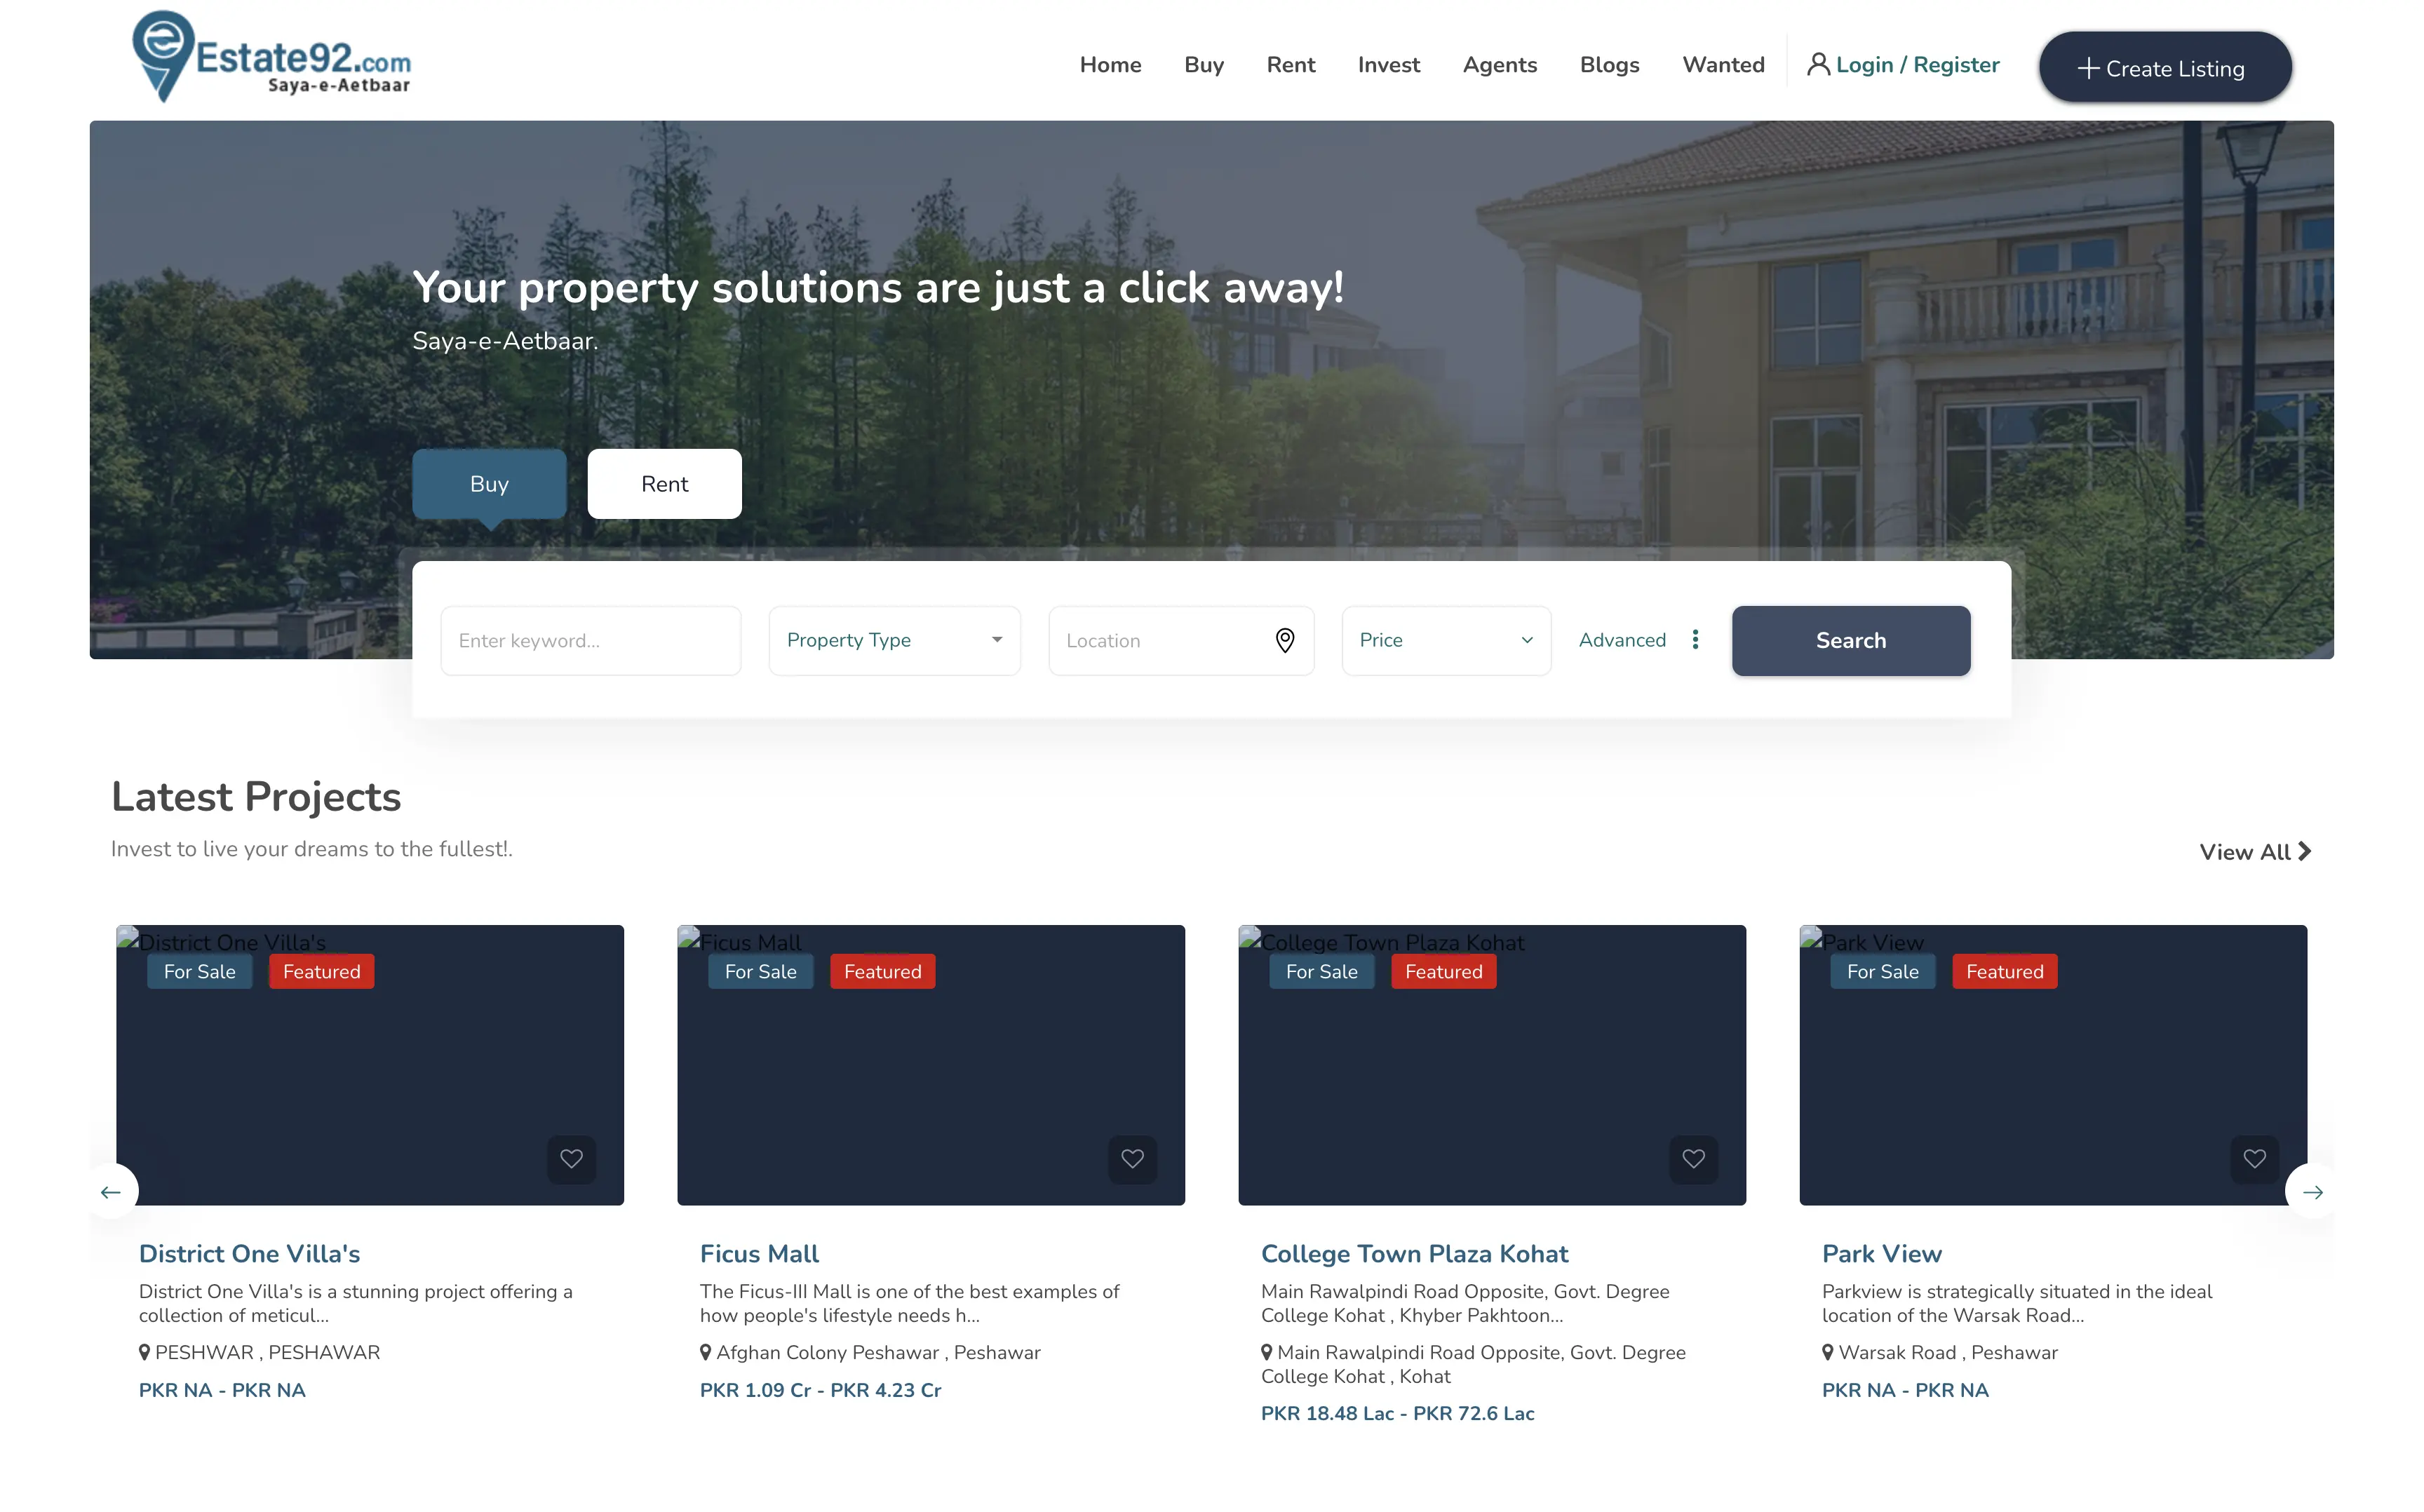 Estate92.com
Saya-e-Aetbaar
Home Buy Rent Invest Agents Blogs Wanted Login / Register Create Listing
Your property solutions are just a click away!
Saya-e-Aetbaar.
Buy Rent
Enter keyword... Property Type Location Price Advanced Search
Latest Projects
Invest to live your dreams to the fullest!.
View All
District One Villa's
For Sale Featured
Ficus Mall
For Sale Featured
College Town Plaza Kohat
For Sale Featured
Park View
For Sale Featured
District One Villa's
District One Villa's is a stunning project offering a
collection of meticul...
PESHWAR , PESHAWAR
PKR NA - PKR NA
Ficus Mall
The Ficus-III Mall is one of the best examples of
how people's lifestyle needs h...
Afghan Colony Peshawar , Peshawar
PKR 1.09 Cr - PKR 4.23 Cr
College Town Plaza Kohat
Main Rawalpindi Road Opposite, Govt. Degree
College Kohat , Khyber Pakhtoon...
Main Rawalpindi Road Opposite, Govt. Degree
College Kohat , Kohat
PKR 18.48 Lac - PKR 72.6 Lac
Park View
Parkview is strategically situated in the ideal
location of the Warsak Road...
Warsak Road , Peshawar
PKR NA - PKR NA